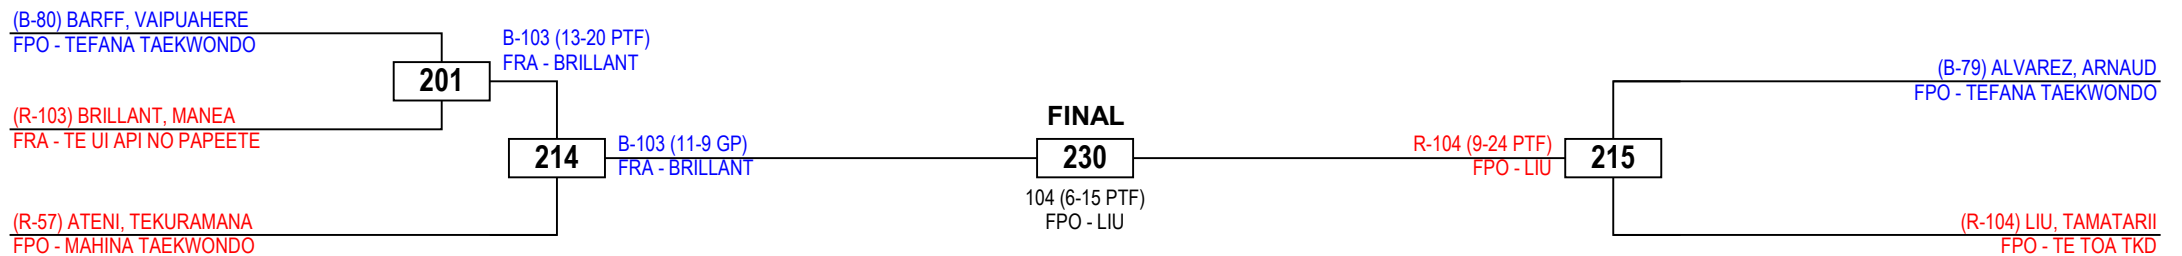 (B-80) BARFF, VAIPUAHERE
FPO - TEFANA TAEKWONDO
B-103 (13-20 PTF)
FRA - BRILLANT
201
(R-103) BRILLANT, MANEA
FRA - TE UI API NO PAPEETE
214
B-103 (11-9 GP)
FRA - BRILLANT
(R-57) ATENI, TEKURAMANA
FPO - MAHINA TAEKWONDO
FINAL
230
104 (6-15 PTF)
FPO - LIU
R-104 (9-24 PTF)
FPO - LIU
215
(B-79) ALVAREZ, ARNAUD
FPO - TEFANA TAEKWONDO
(R-104) LIU, TAMATARII
FPO - TE TOA TKD